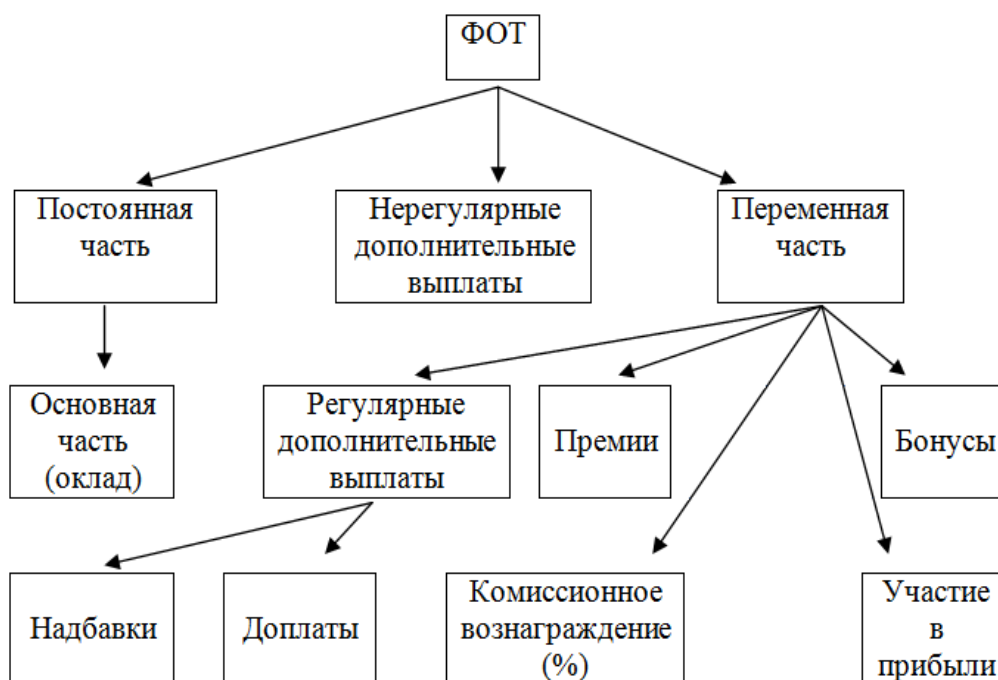 ФОТ
Постоянная
часть
Нерегулярные
дополнительные
выплаты
Переменная
часть
Основная
часть
(оклад)
Регулярные
дополнительные
выплаты
Премии
Бонусы
Надбавки
Доплаты
Комиссионное
вознаграждение
(%)
Участие
в
прибыли